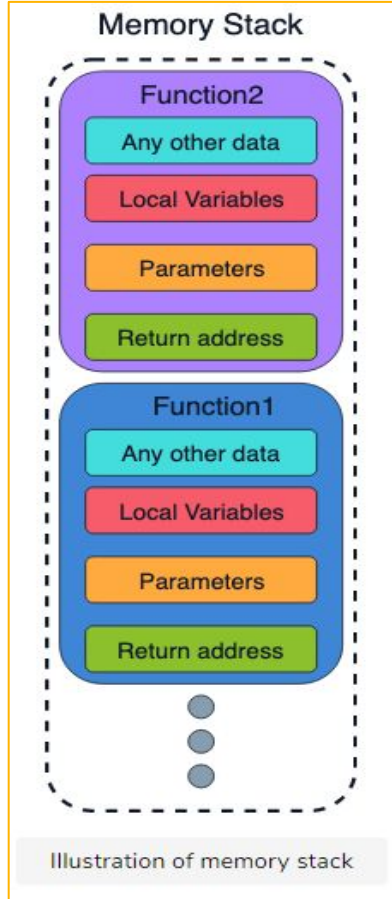 Memory Stack
Function2
Any other data
Local Variables
Parameters
Return address
Function1
Any other data
Local Variables
Parameters
Return address
Illustration of memory stack